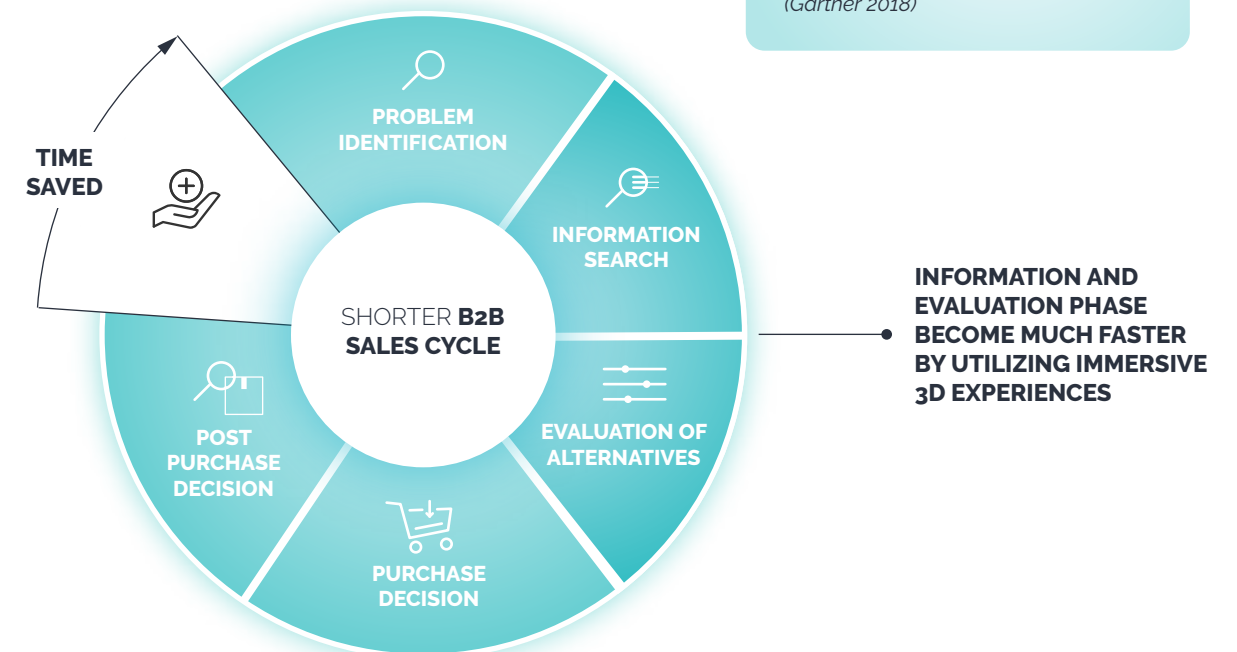 (Gartner 2018)
PROBLEM
IDENTIFICATION
TIME
SAVED
INFORMATION
SEARCH
SHORTER B2B
SALES CYCLE
INFORMATION AND
EVALUATION PHASE
BECOME MUCH FASTER
BY UTILIZING IMMERSIVE
3D EXPERIENCES
EVALUATION OF
ALTERNATIVES
POST
PURCHASE
DECISION
PURCHASE
DECISION